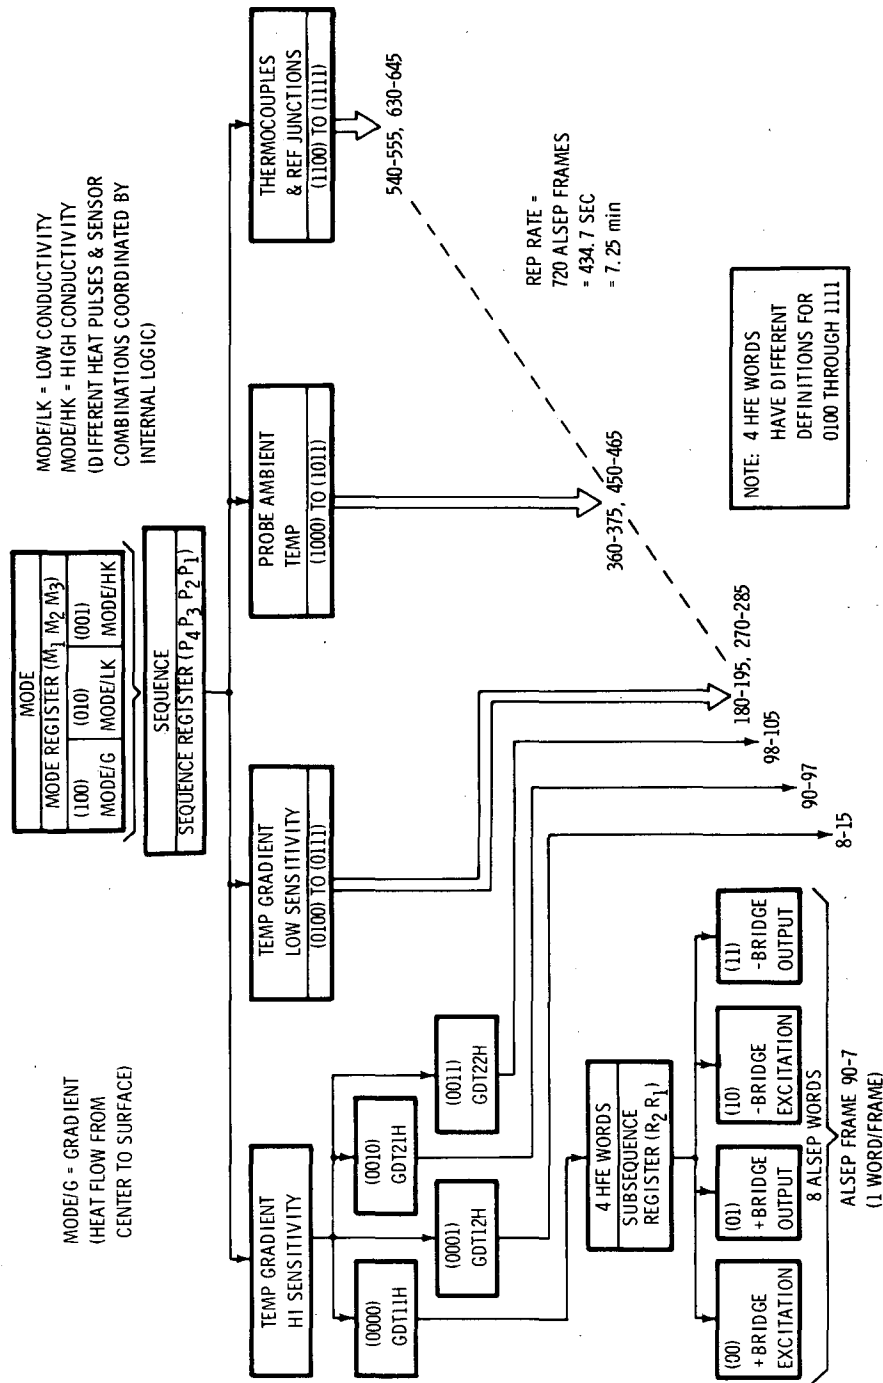 MODE/G = GRADIENT
(HEAT FLOW FROM
CENTER TO SURFACE)
MODE
MODE REGISTER (M1 M2 M3)
(100)
MODE/G
(010)
MODE/LK
(001)
MODE/HK
MODE/LK = LOW CONDUCTIVITY
MODE/HK = HIGH CONDUCTIVITY
(DIFFERENT HEAT PULSES & SENSOR
COMBINATIONS COORDINATED BY
INTERNAL LOGIC)
SEQUENCE
SEQUENCE REGISTER (P4 P3 P2 P1)
TEMP GRADIENT
HI SENSITIVITY
TEMP GRADIENT
LOW SENSITIVITY
(0100) TO (0111)
PROBE AMBIENT
TEMP
(1000) TO (1011)
THERMOCOUPLES
& REF JUNCTIONS
(1100) TO (1111)
(0000)
GDT11H
(0001)
GDT12H
(0010)
GDT21H
(0011)
GDT22H
540-555, 630-645
REP RATE =
720 ALSEP FRAMES
= 434.7 SEC
= 7.25 min
360-375, 450-465
180-195, 270-285
98-105
90-97
8-15
4 HFE WORDS
SUBSEQUENCE
REGISTER (R2 R1)
(00)
+BRIDGE
EXCITATION
(01)
+BRIDGE
OUTPUT
(10)
-BRIDGE
EXCITATION
(11)
-BRIDGE
OUTPUT
8 ALSEP WORDS
ALSEP FRAME 90-7
(1 WORD/FRAME)
NOTE: 4 HFE WORDS
HAVE DIFFERENT
DEFINITIONS FOR
0100 THROUGH 1111